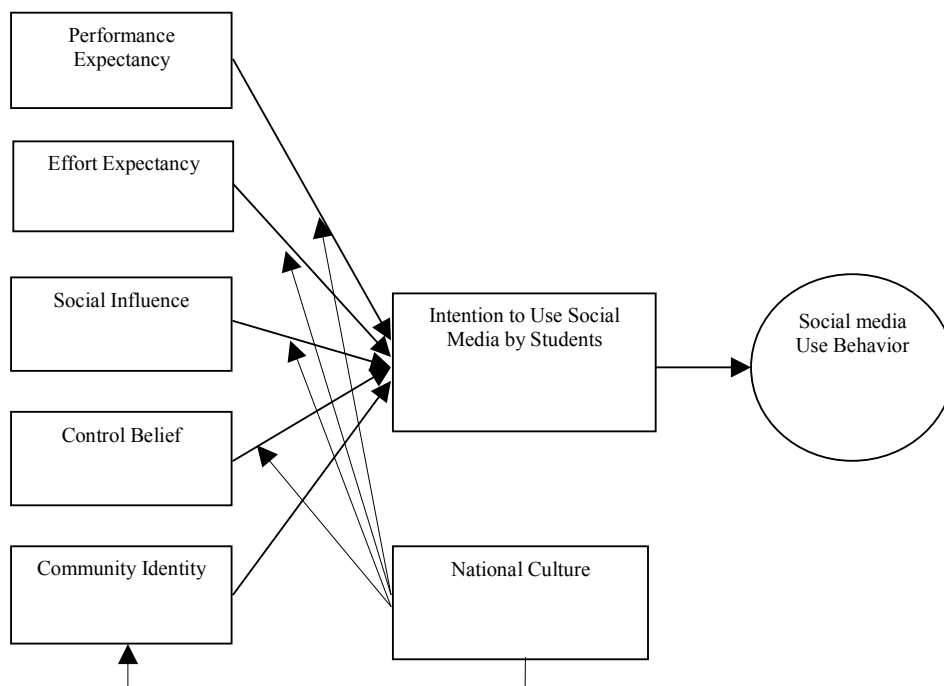 Performance
Expectancy
Effort Expectancy
Social Influence
Control Belief
Community Identity
Intention to Use Social
Media by Students
National Culture
Social media
Use Behavior